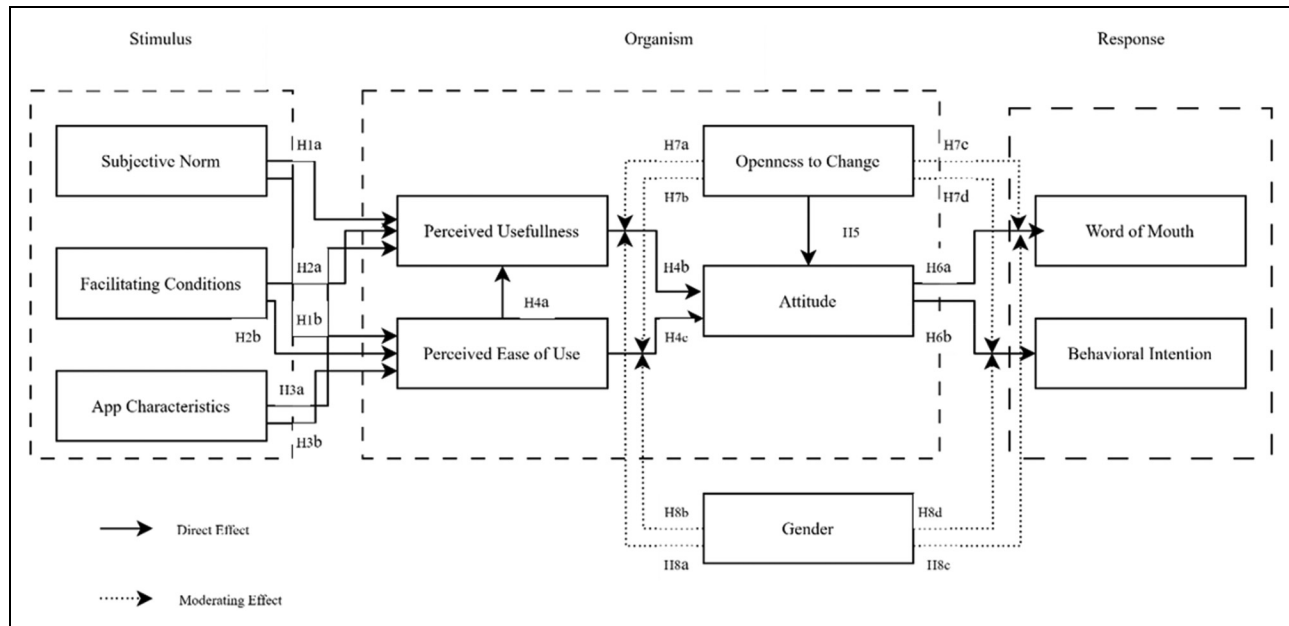 Stimulus
Organism
Response
Subjective Norm
Facilitating Conditions
App Characteristics
H1a
H2a
H1b
H2b
H3a
H3b
Perceived Usefullness
Perceived Ease of Use
H4a
H7a
H7b
H4b
H4c
Openness to Change
H5
Attitude
H7c
H7d
H6a
H6b
Word of Mouth
Behavioral Intention
H8b
H8a
Gender
H8d
H8c
Direct Effect
Moderating Effect